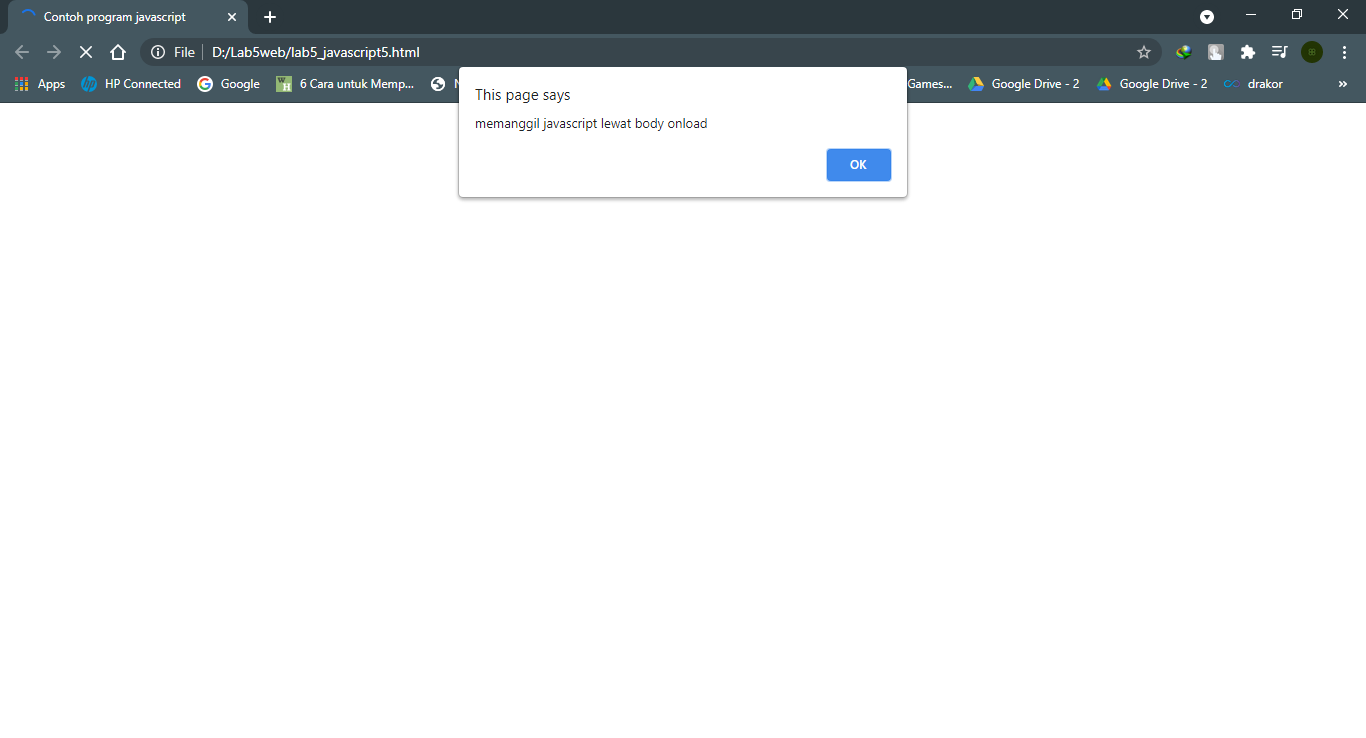 Contoh program javascript
File D:/Lab5web/lab5_javascript5.html
Apps HP Connected Google 6 Cara untuk Memp... Games... Google Drive - 2 Google Drive - 2 drakor »
This page says
memanggil javascript lewat body onload
OK